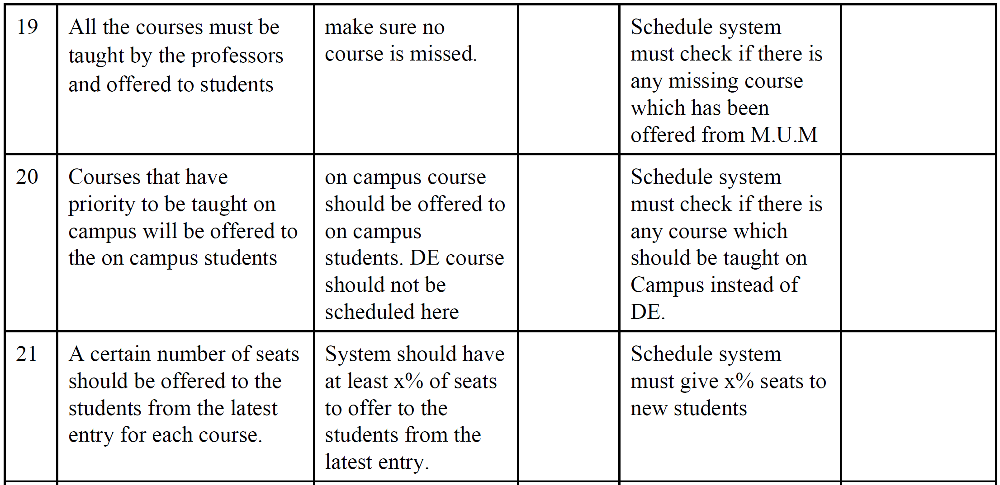 19
All the courses must be
taught by the professors
and offered to students
make sure no
course is missed.
Schedule system
must check if there is
any missing course
which has been
offered from M.U.M
20
Courses that have
priority to be taught on
campus will be offered to
the on campus students
on campus course
should be offered to
on campus
students. DE course
should not be
scheduled here
Schedule system
must check if there is
any course which
should be taught on
Campus instead of
DE.
21
A certain number of seats
should be offered to the
students from the latest
entry for each course.
System should have
at least x% of seats
to offer to the
students from the
latest entry.
Schedule system
must give x% seats to
new students